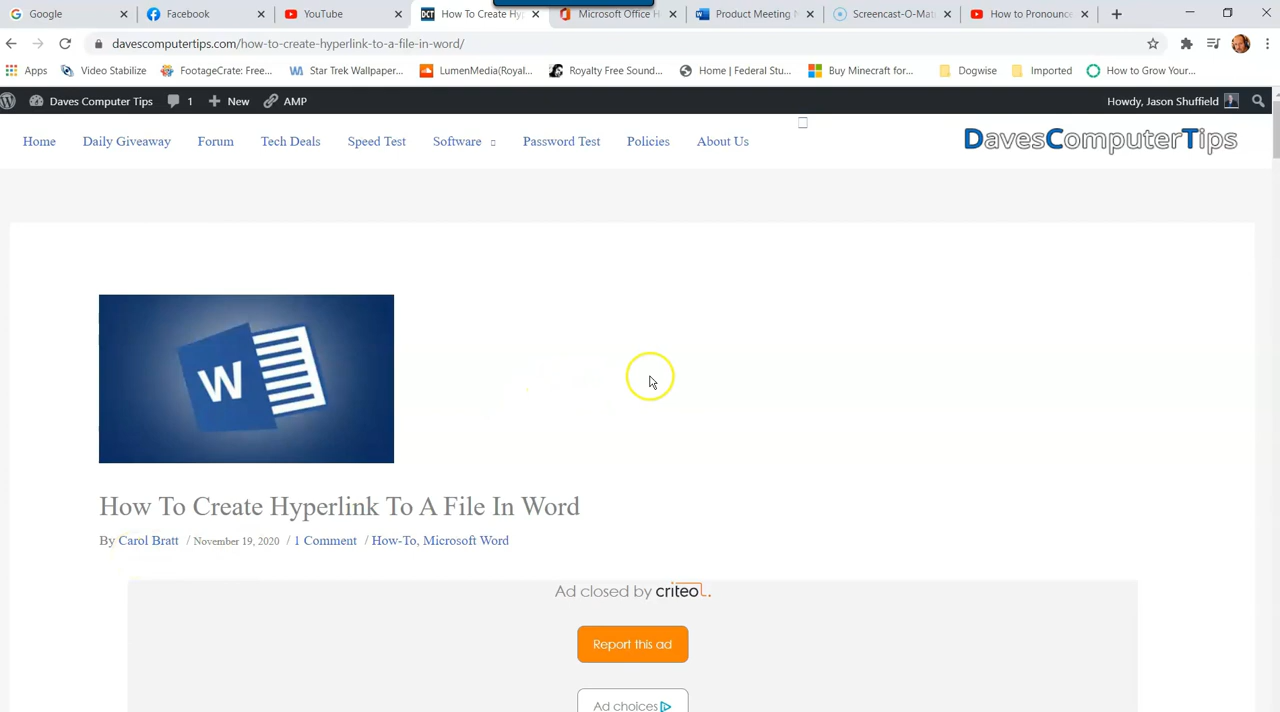 Google
Facebook
YouTube
DCT How To Create Hyp
Microsoft Office H
Product Meeting N
Screencast-O-Mat
How to Pronounce
davescomputertips.com/how-to-create-hyperlink-to-a-file-in-word/
Apps Video Stabilize FootageCrate: Free... Star Trek Wallpaper... LumenMedia(Royal... Royalty Free Sound... Home | Federal Stu... Buy Minecraft for... Dogwise Imported How to Grow Your...
Daves Computer Tips 1 New AMP Howdy, Jason Shuffield
Home Daily Giveaway Forum Tech Deals Speed Test Software Password Test Policies About Us DavesComputerTips
W
How To Create Hyperlink To A File In Word
By Carol Bratt / November 19, 2020 / 1 Comment / How-To, Microsoft Word
Ad closed by criteo.
Report this ad
Ad choices